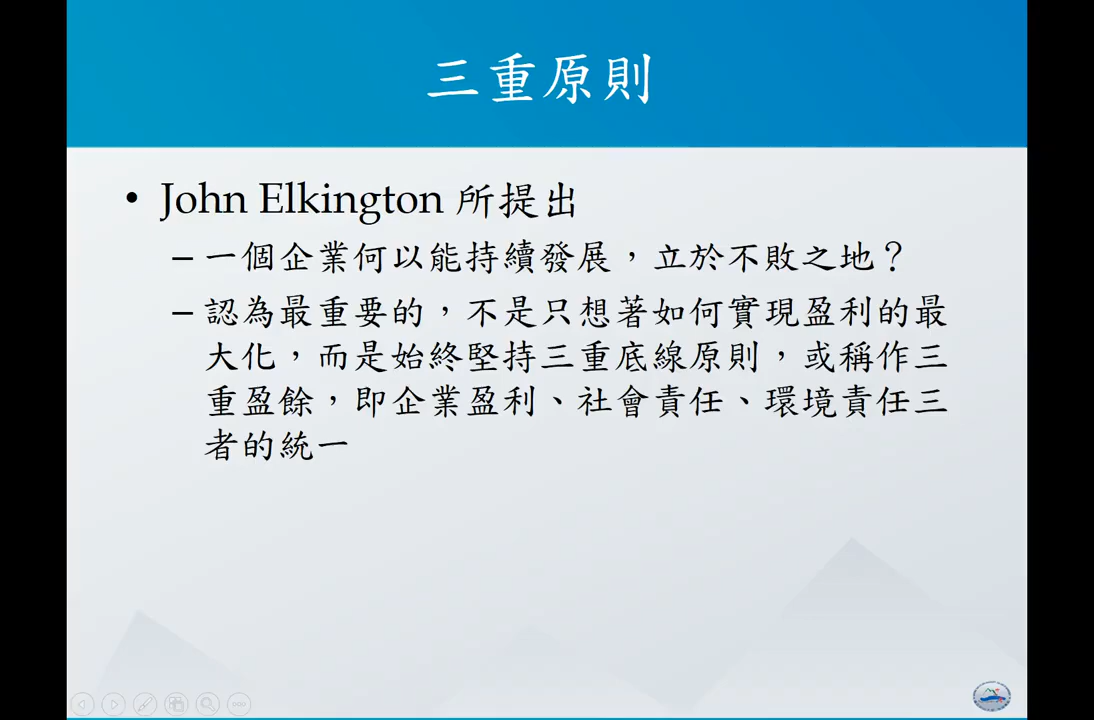 三重原則
• John Elkington 所提出
– 一個企業何以能持續發展，立於不敗之地？
– 認為最重要的，不是只想著如何實現盈利的最
大化，而是始終堅持三重底線原則，或稱作三
重盈餘，即企業盈利、社會責任、環境責任三
者的統一